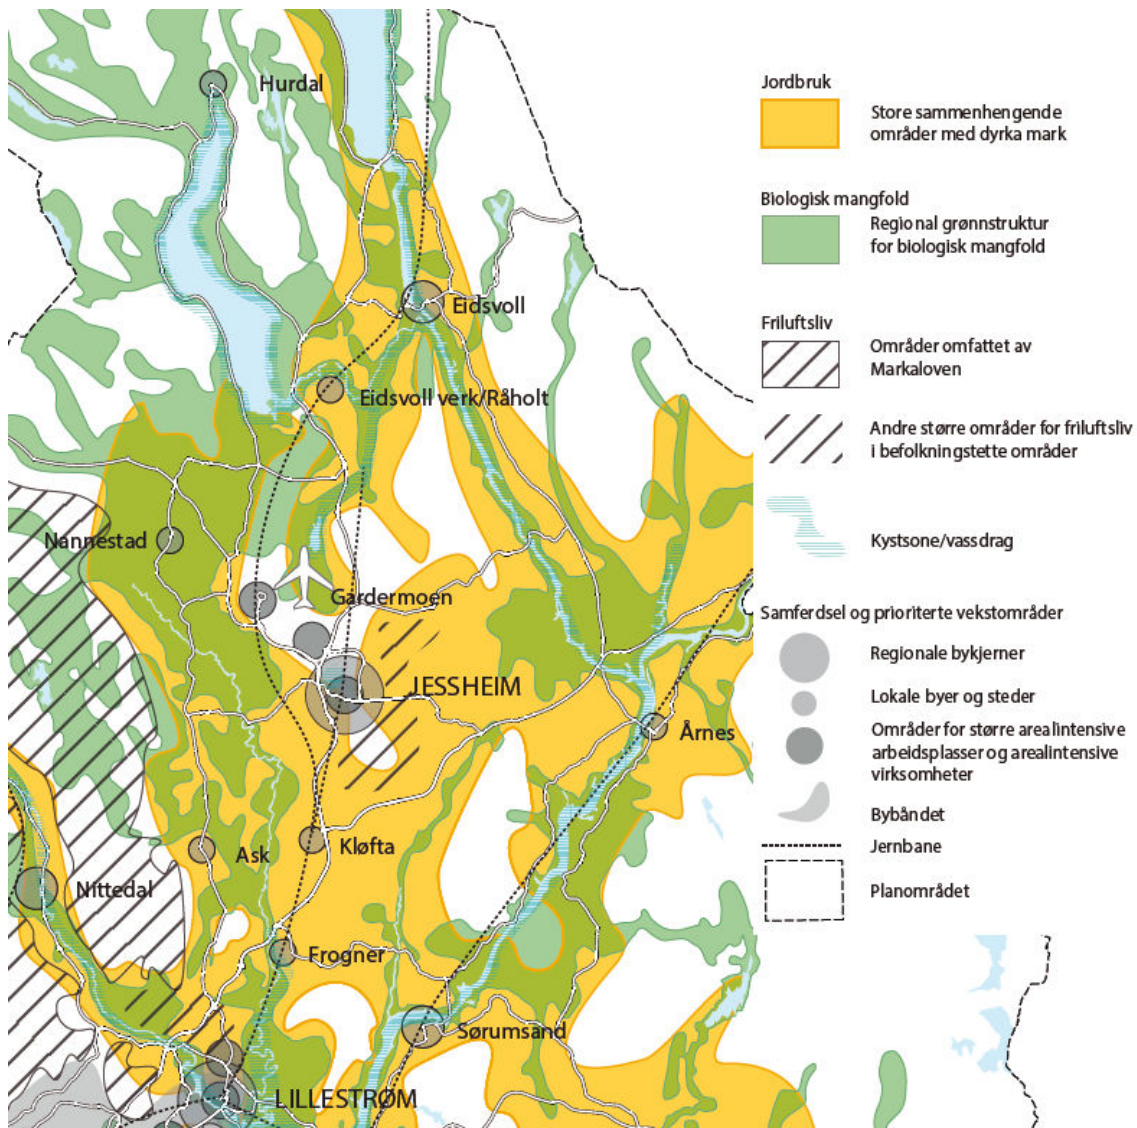 Hurdal
Eidsvoll
Eidsvoll verk/Råholt
Nannestad
Gardermoen
JESSHEIM
Årnes
Kløfta
Ask
Nittedal
Frogner
Sørumsand
LILLESTRØM
Jordbruk
Store sammenhengende
områder med dyrka mark
Biologisk mangfold
Regional grønnstruktur
for biologisk mangfold
Friluftsliv
Områder omfattet av
Markaloven
Andre større områder for friluftsliv
i befolkningstette områder
Kystsone/vassdrag
Samferdsel og prioriterte vekstområder
Regionale bykjerner
Lokale byer og steder
Områder for større arealintensive
arbeidsplasser og arealintensive
virksomheter
Bybåndet
Jernbane
Planområdet